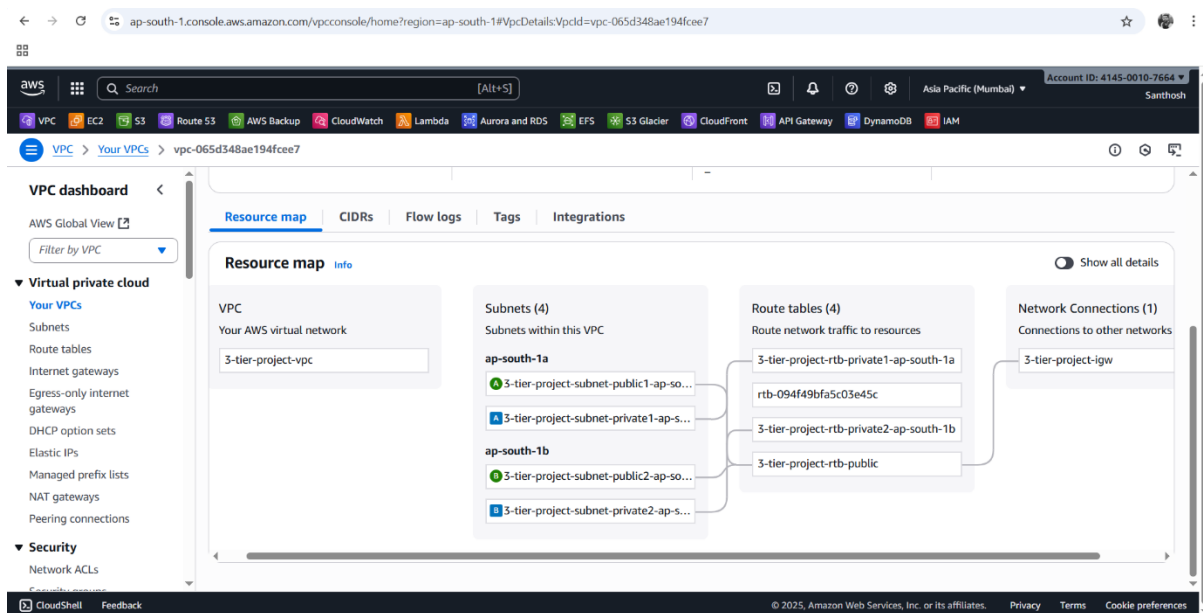 ap-south-1.console.aws.amazon.com/vpcconsole/home?region=ap-south-1#VpcDetails:VpcId=vpc-065d348ae194fcee7
aws
Search
[Alt+S]
Asia Pacific (Mumbai) ▼
Account ID: 4145-0010-7664 ▼
Santhosh
VPC EC2 S3 Route 53 AWS Backup CloudWatch Lambda Aurora and RDS EFS S3 Glacier CloudFront API Gateway DynamoDB IAM
VPC > Your VPCs > vpc-065d348ae194fcee7
VPC dashboard
AWS Global View
Filter by VPC
Virtual private cloud
Your VPCs
Subnets
Route tables
Internet gateways
Egress-only internet
gateways
DHCP option sets
Elastic IPs
Managed prefix lists
NAT gateways
Peering connections
Security
Network ACLs
–
Resource map
CIDRs
Flow logs
Tags
Integrations
Resource map Info
Show all details
VPC
Your AWS virtual network
3-tier-project-vpc
Subnets (4)
Subnets within this VPC
ap-south-1a
A 3-tier-project-subnet-public1-ap-so...
A 3-tier-project-subnet-private1-ap-s...
ap-south-1b
B 3-tier-project-subnet-public2-ap-so...
B 3-tier-project-subnet-private2-ap-s...
Route tables (4)
Route network traffic to resources
3-tier-project-rtb-private1-ap-south-1a
rtb-094f49bfa5c03e45c
3-tier-project-rtb-private2-ap-south-1b
3-tier-project-rtb-public
Network Connections (1)
Connections to other networks
3-tier-project-igw
CloudShell Feedback
© 2025, Amazon Web Services, Inc. or its affiliates. Privacy Terms Cookie preferences